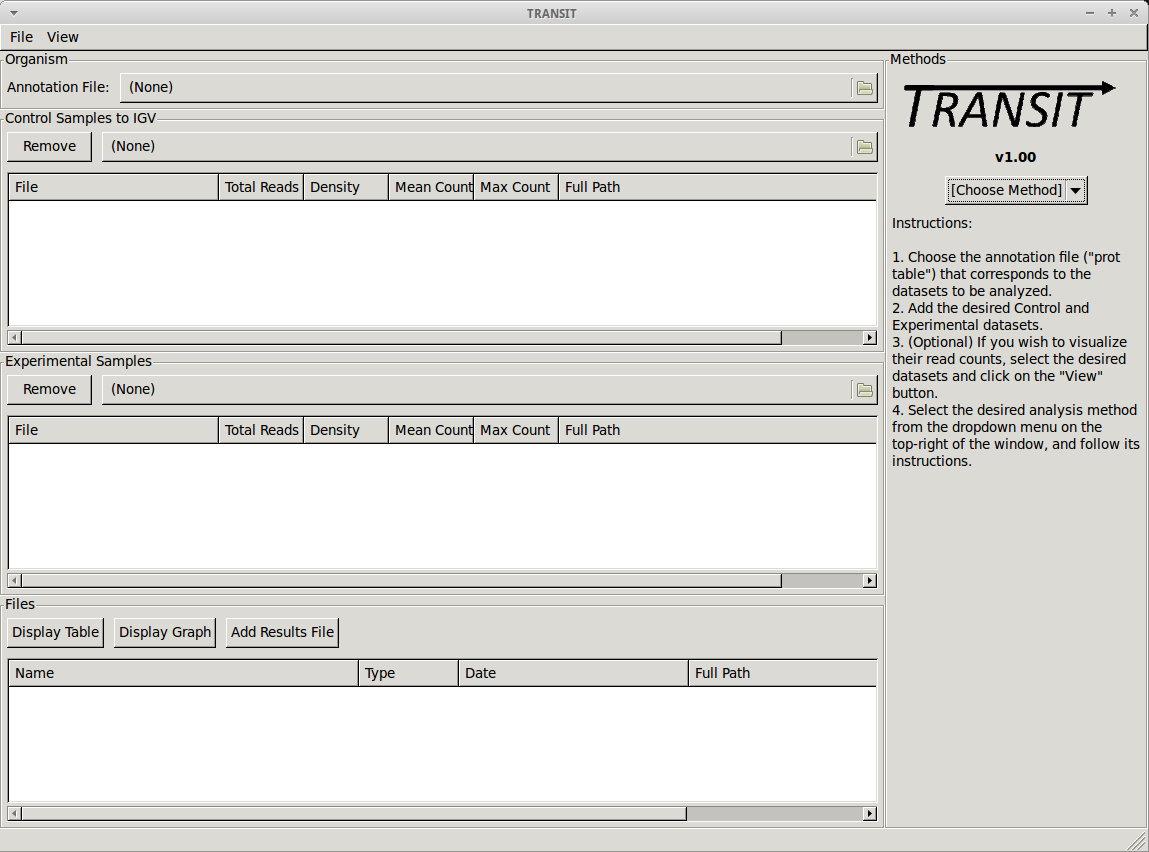 TRANSIT
File View
Organism
Annotation File: (None)
Control Samples to IGV
Remove (None)
File Total Reads Density Mean Count Max Count Full Path
Experimental Samples
Remove (None)
File Total Reads Density Mean Count Max Count Full Path
Files
Display Table Display Graph Add Results File
Name Type Date Full Path
Methods
TRANSIT
v1.00
[Choose Method]
Instructions:
1. Choose the annotation file ("prot
table") that corresponds to the
datasets to be analyzed.
2. Add the desired Control and
Experimental datasets.
3. (Optional) If you wish to visualize
their read counts, select the desired
datasets and click on the "View"
button.
4. Select the desired analysis method
from the dropdown menu on the
top-right of the window, and follow its
instructions.